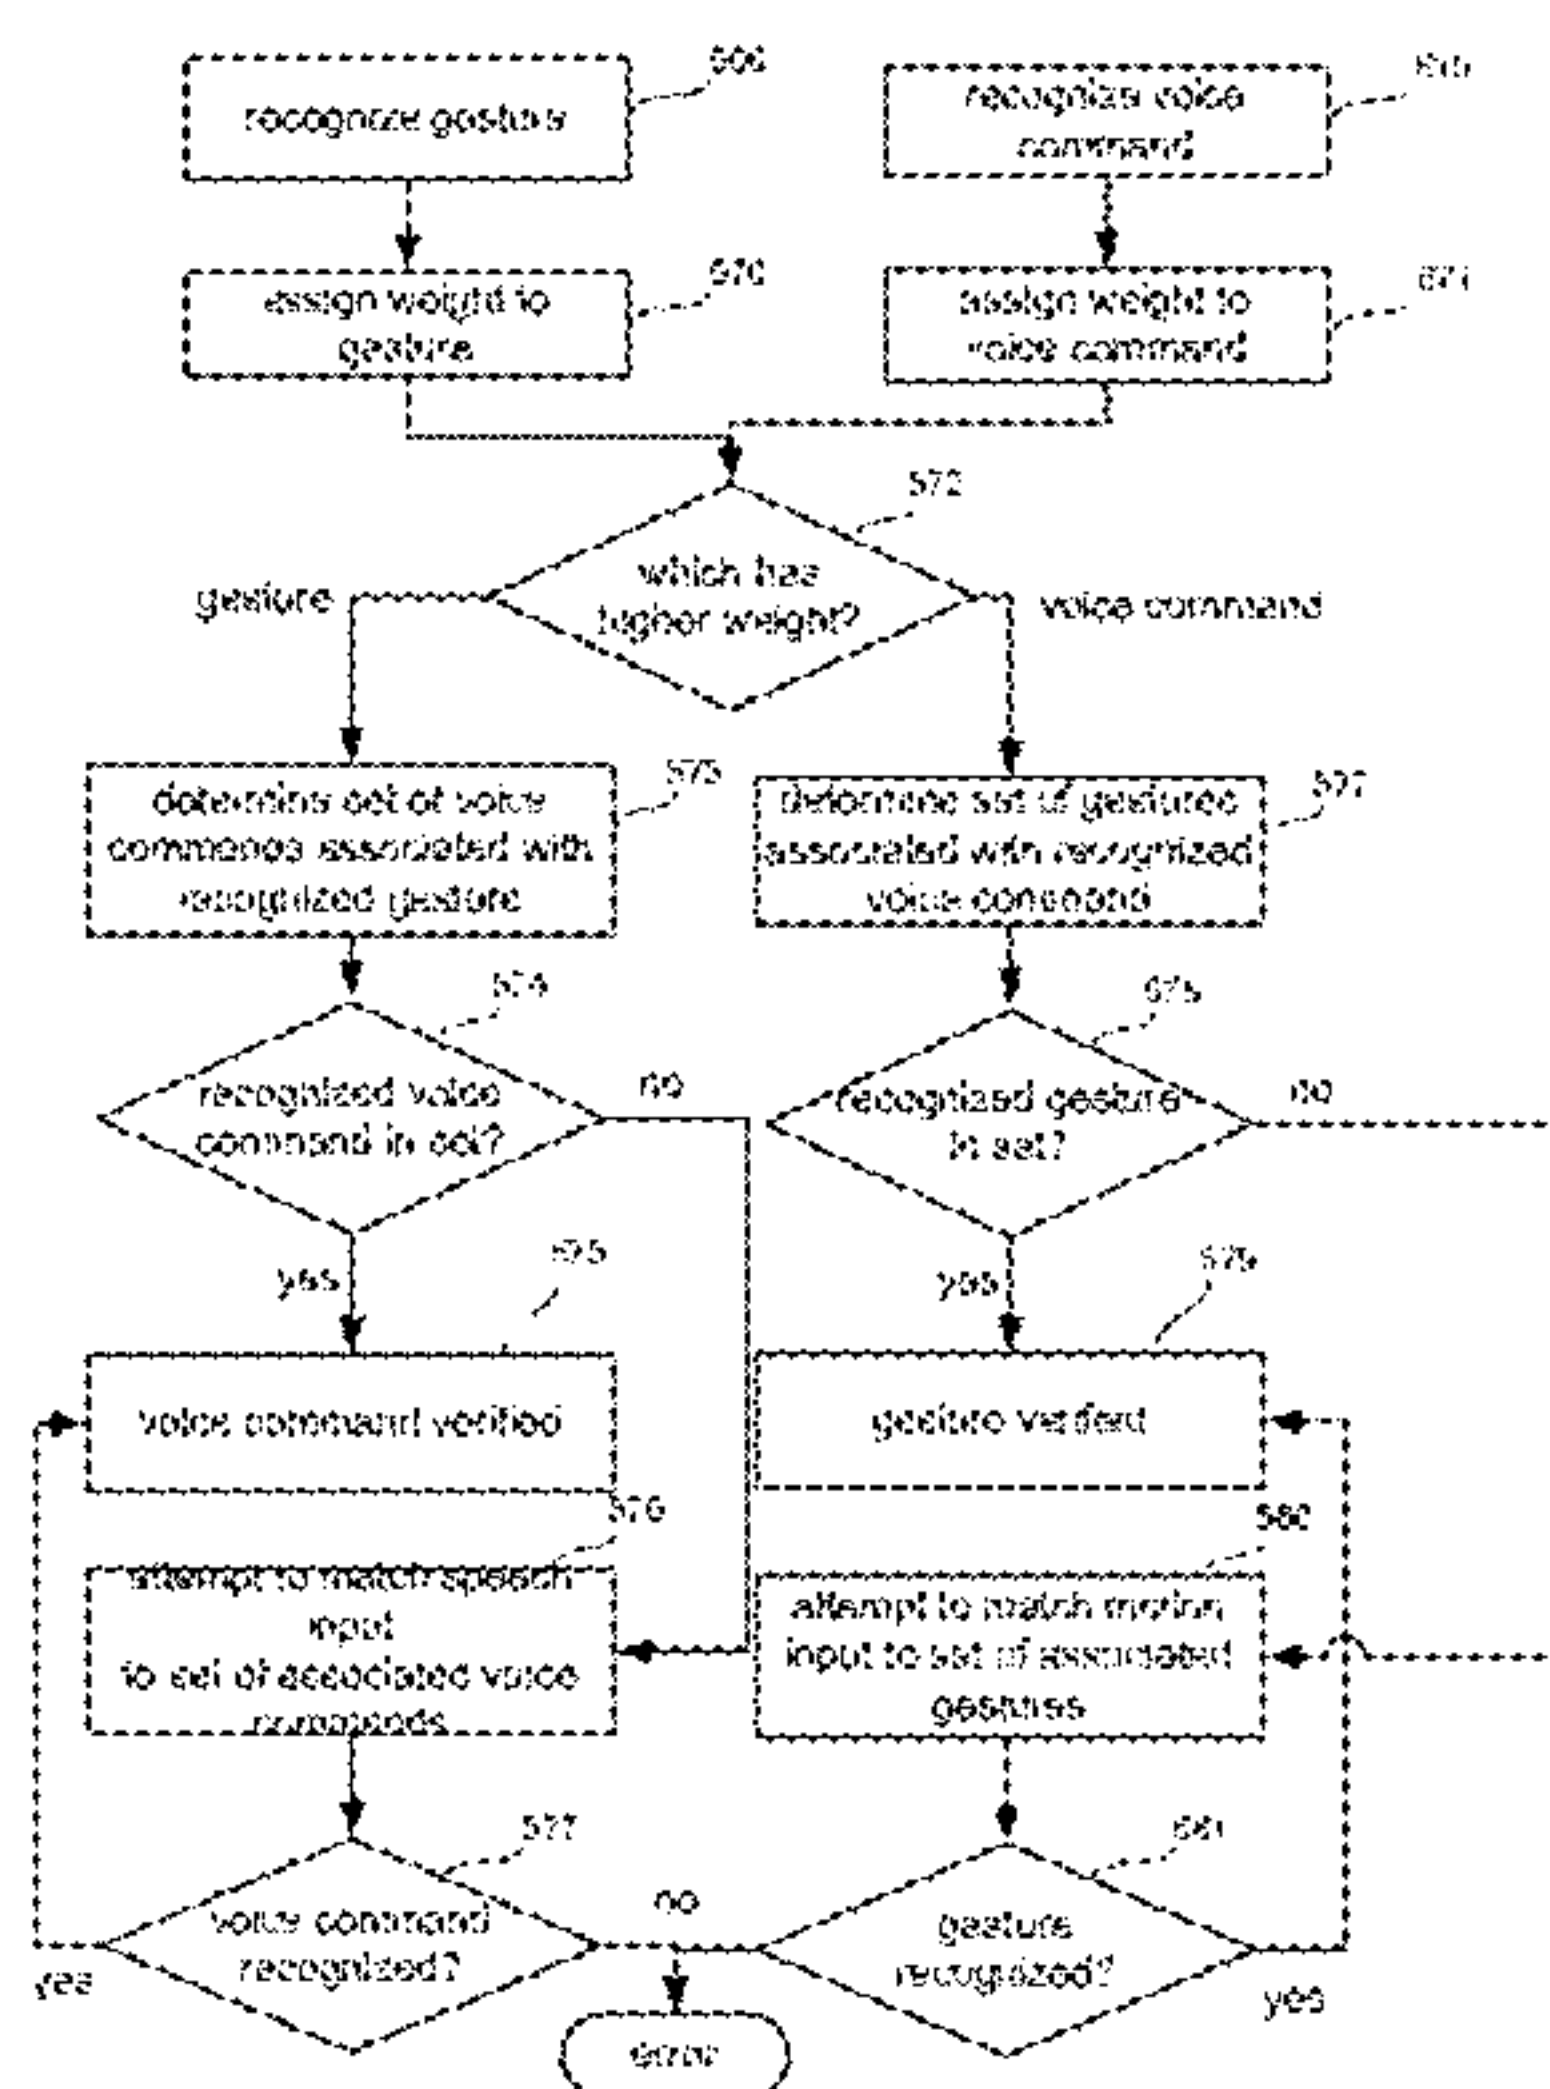 recognize gesture
recognize voice
command
assign weight to
gesture
assign weight to
voice command
572
which has
higher weight?
gesture
voice command
determine set of voice
commands associated with
recognized gesture
determine set of gestures
associated with recognized
voice command
recognized voice
command in set?
no
recognized gesture
in set?
no
yes
yes
579
voice command verified
gesture verified
580
attempt to match speech
input
to set of associated voice
commands
attempt to match motion
input to set of associated
gestures
577
voice command
recognized?
no
gesture
recognized?
yes
yes
error